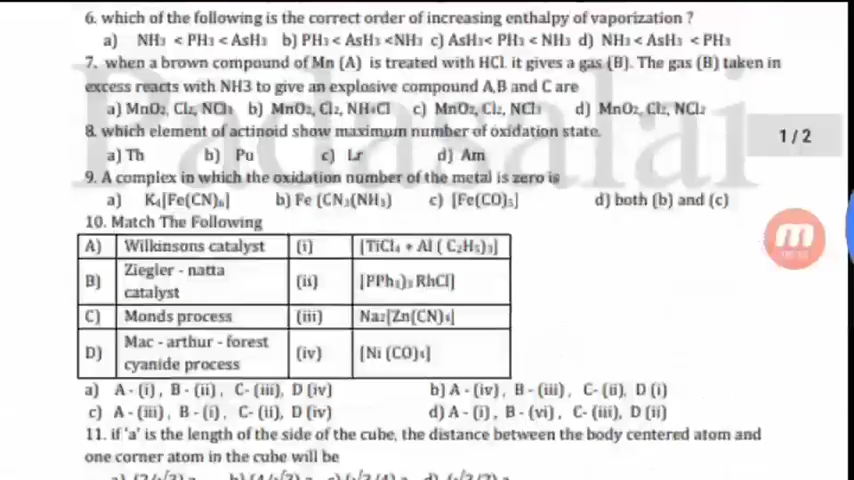 6. which of the following is the correct order of increasing enthalpy of vaporization ?
a) NH₃ < PH₃ < AsH₃ b) PH₃ < AsH₃ <NH₃ c) AsH₃< PH₃ < NH₃ d) NH₃ < AsH₃ < PH₃
7. when a brown compound of Mn (A) is treated with HCl. it gives a gas (B). The gas (B) taken in
excess reacts with NH3 to give an explosive compound A,B and C are
a) MnO₂, Cl₂, NCl₃ b) MnO₂, Cl₂, NH₄Cl c) MnO₂, Cl₂, NCl₃ d) MnO₂, Cl₂, NCl₂
8. which element of actinoid show maximum number of oxidation state.
a) Th b) Pu c) Lr d) Am
1 / 2
9. A complex in which the oxidation number of the metal is zero is
a) K₄[Fe(CN)₆] b) Fe (CN₃(NH₃) c) [Fe(CO)₅] d) both (b) and (c)
10. Match The Following
A) Wilkinsons catalyst (i) [TiCl₄ + Al ( C₂H₅)₃]
B) Ziegler - natta catalyst (ii) [PPh₃)₃ RhCl]
C) Monds process (iii) Na₂[Zn(CN)₄]
D) Mac - arthur - forest cyanide process (iv) [Ni (CO)₄]
a) A - (i), B - (ii), C- (iii), D (iv) b) A - (iv), B - (iii), C- (ii), D (i)
c) A - (iii), B - (i), C- (ii), D (iv) d) A - (i), B - (vi), C- (iii), D (ii)
11. if 'a' is the length of the side of the cube, the distance between the body centered atom and
one corner atom in the cube will be
Padasalai